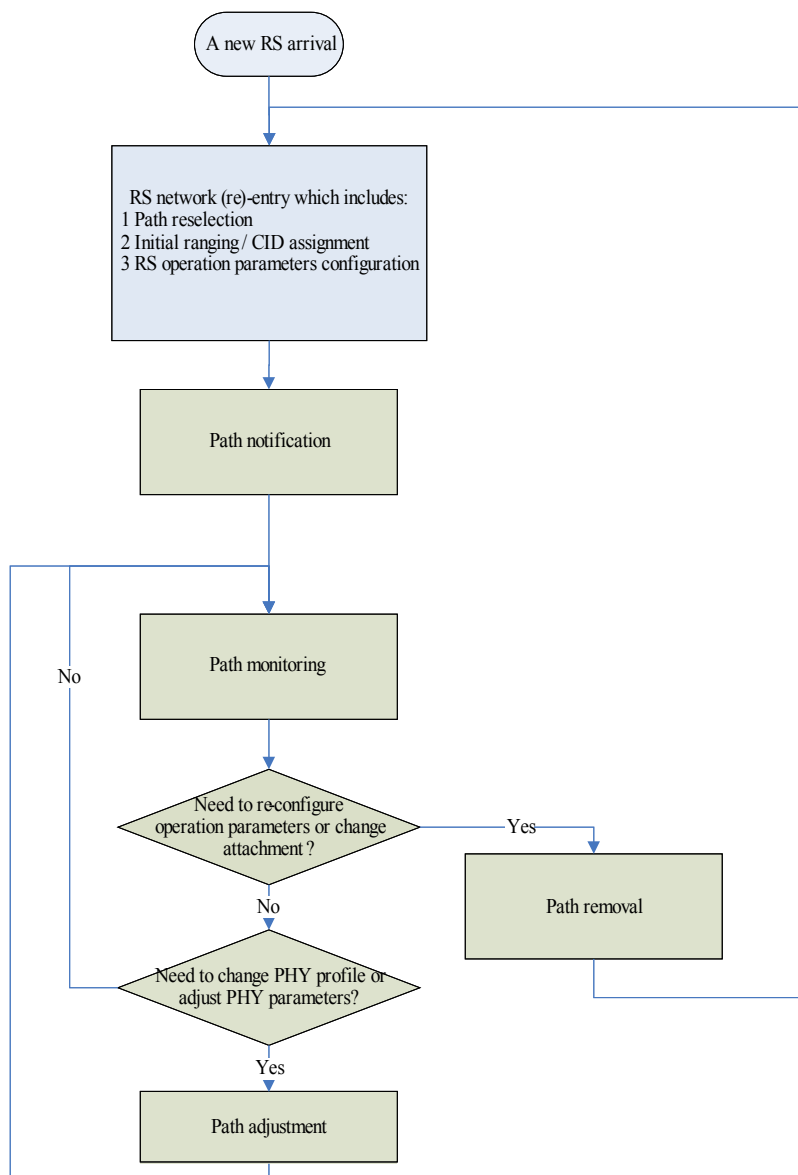 A new RS arrival
RS network (re)-entry which includes:
1 Path reselection
2 Initial ranging / CID assignment
3 RS operation parameters configuration
Path notification
Path monitoring
No
Need to re-configure
operation parameters or change
attachment ?
Yes
Path removal
No
Need to change PHY profile or
adjust PHY parameters?
Yes
Path adjustment